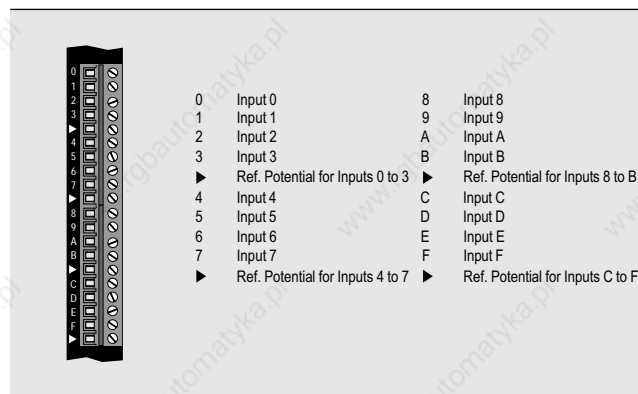 0
1
2
3
▶
4
5
6
7
▶
8
9
A
B
▶
C
D
E
F
▶
0 Input 0
1 Input 1
2 Input 2
3 Input 3
▶ Ref. Potential for Inputs 0 to 3
4 Input 4
5 Input 5
6 Input 6
7 Input 7
▶ Ref. Potential for Inputs 4 to 7
8 Input 8
9 Input 9
A Input A
B Input B
▶ Ref. Potential for Inputs 8 to B
C Input C
D Input D
E Input E
F Input F
▶ Ref. Potential for Inputs C to F